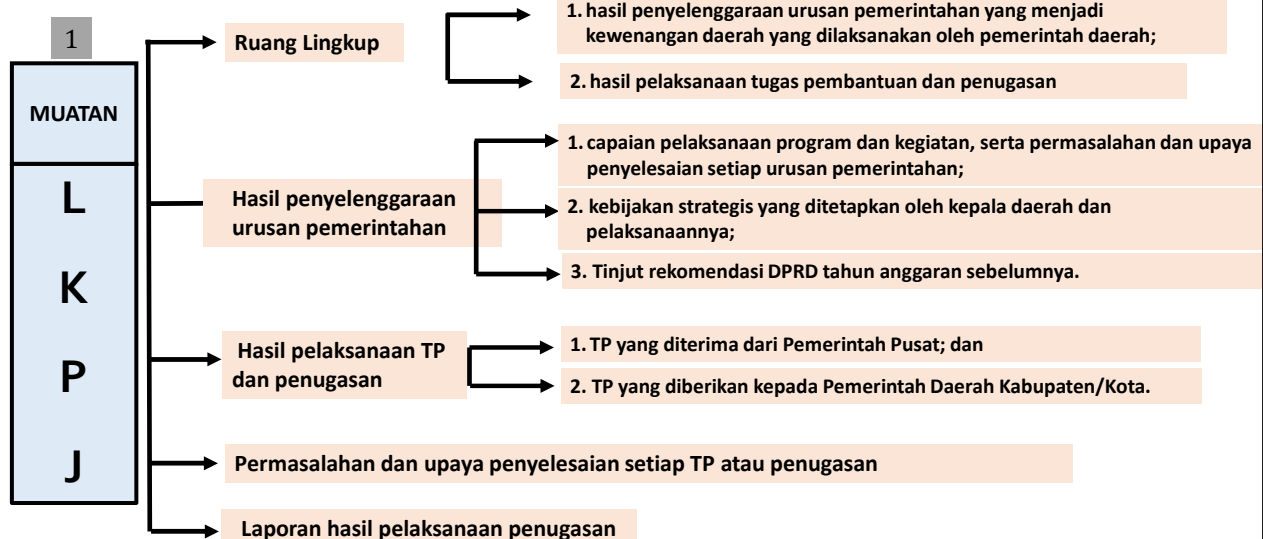 1
MUATAN
L
K
P
J
Ruang Lingkup
1. hasil penyelenggaraan urusan pemerintahan yang menjadi
kewenangan daerah yang dilaksanakan oleh pemerintah daerah;
2. hasil pelaksanaan tugas pembantuan dan penugasan
Hasil penyelenggaraan
urusan pemerintahan
1. capaian pelaksanaan program dan kegiatan, serta permasalahan dan upaya
penyelesaian setiap urusan pemerintahan;
2. kebijakan strategis yang ditetapkan oleh kepala daerah dan
pelaksanaannya;
3. Tinjut rekomendasi DPRD tahun anggaran sebelumnya.
Hasil pelaksanaan TP
dan penugasan
1. TP yang diterima dari Pemerintah Pusat; dan
2. TP yang diberikan kepada Pemerintah Daerah Kabupaten/Kota.
Permasalahan dan upaya penyelesaian setiap TP atau penugasan
Laporan hasil pelaksanaan penugasan